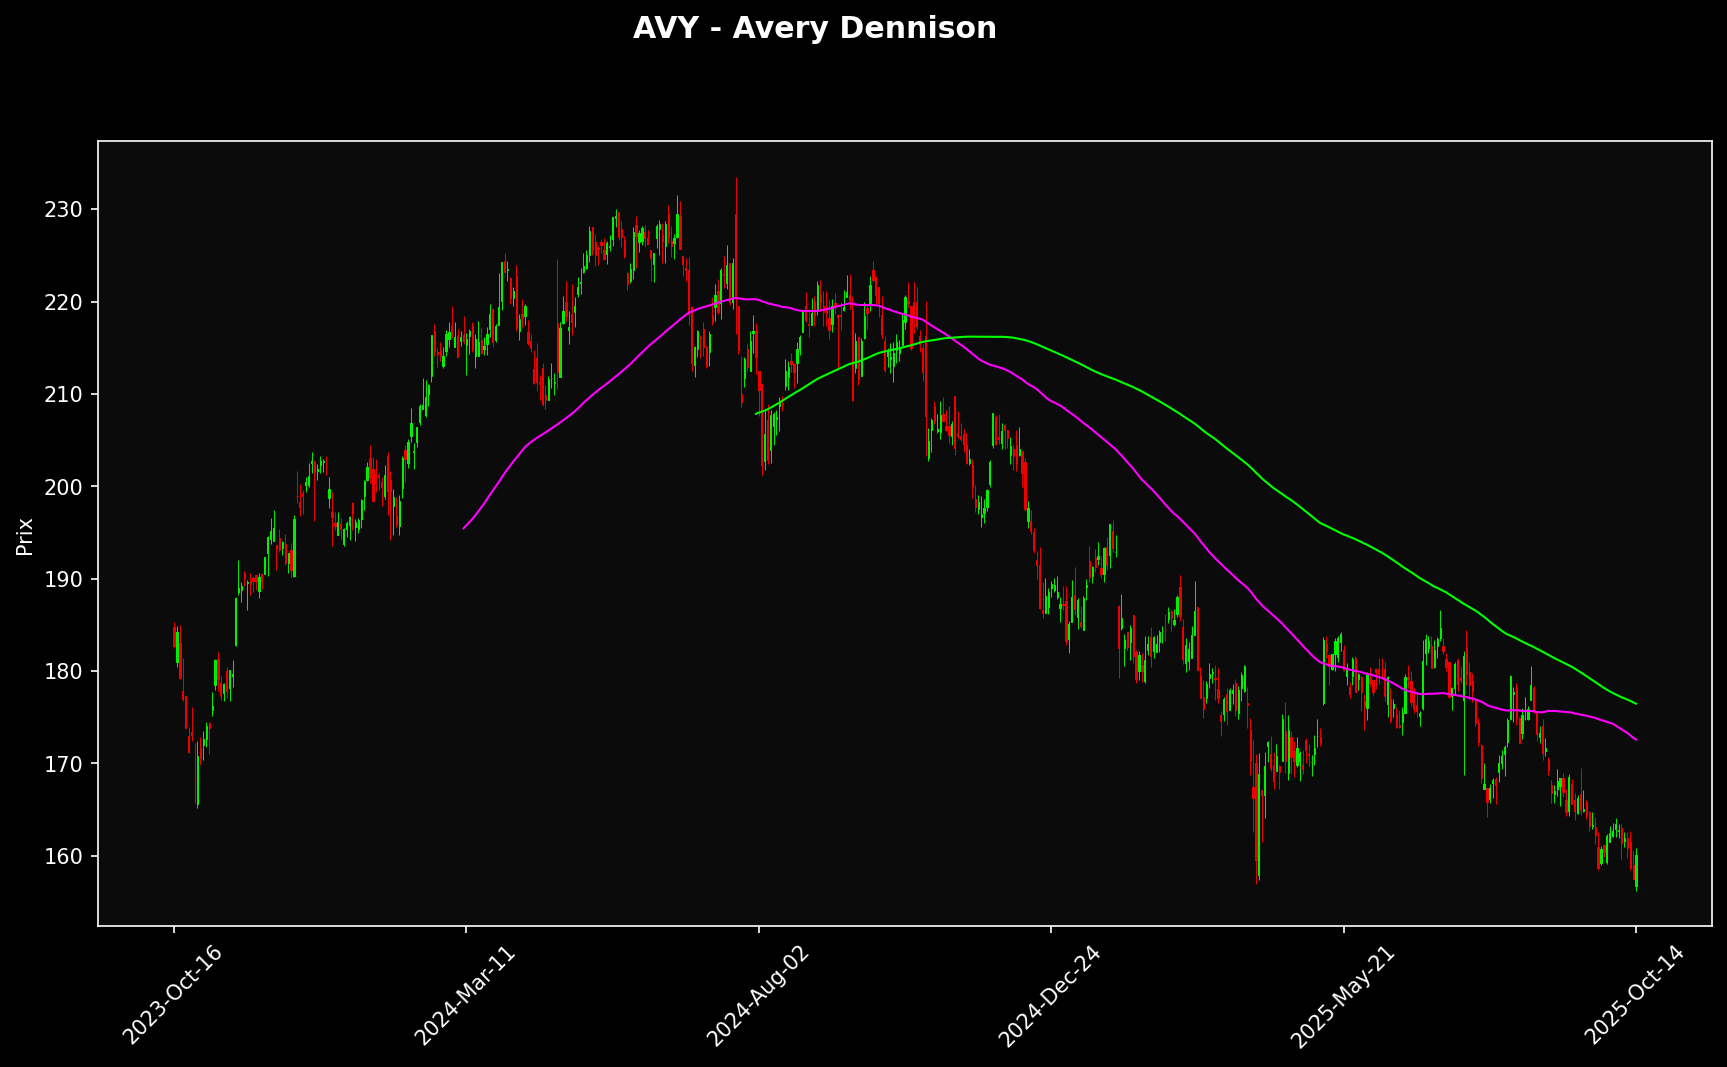 AVY - Avery Dennison
Prix
230
220
210
200
190
180
170
160
2023-Oct-16
2024-Mar-11
2024-Aug-02
2024-Dec-24
2025-May-21
2025-Oct-14